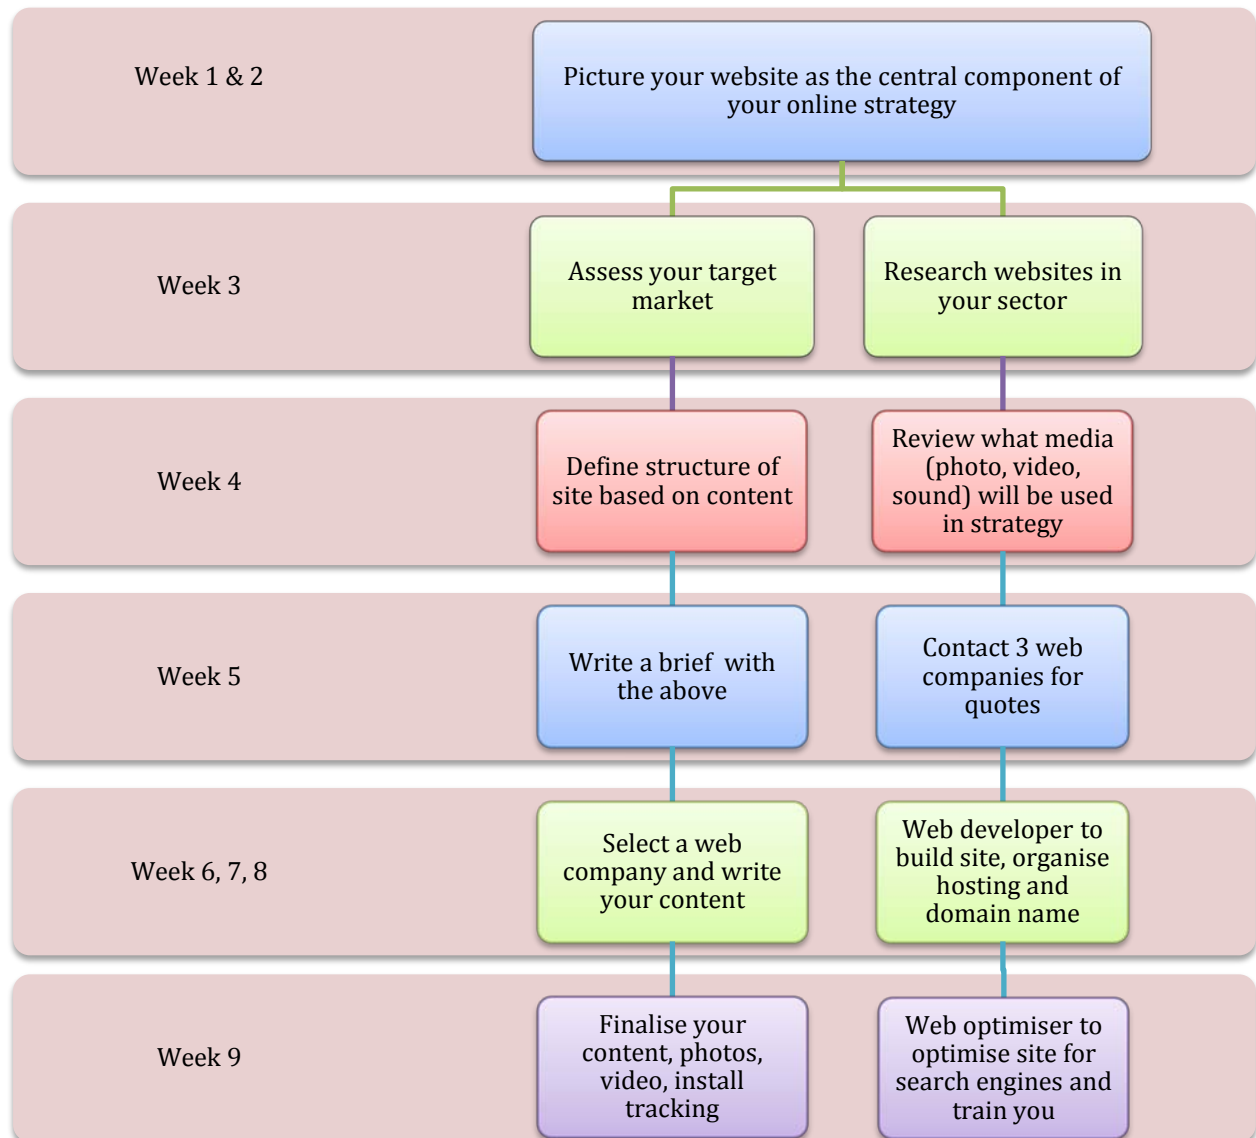 Week 1 & 2
Picture your website as the central component of
your online strategy
Week 3
Assess your target
market
Research websites in
your sector
Week 4
Define structure of
site based on content
Review what media
(photo, video,
sound) will be used
in strategy
Week 5
Write a brief  with
the above
Contact 3 web
companies for
quotes
Week 6, 7, 8
Select a web
company and write
your content
Web developer to
build site, organise
hosting and
domain name
Week 9
Finalise your
content, photos,
video, install
tracking
Web optimiser to
optimise site for
search engines and
train you